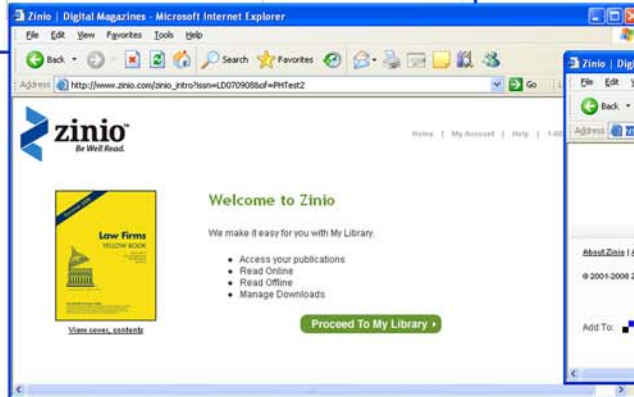 Zinio | Digital Magazines - Microsoft Internet Explorer
File Edit View Favorites Tools Help
Back Search Favorites
Address http://www.zinio.com/zinio_intro?issn=LD070908&of=PHTest2 Go
zinio™
Be Well Read.
Home | My Account | Help |
Law Firms
YELLOW BOOK
View cover, contents
Welcome to Zinio
We make it easy for you with My Library.
Access your publications
Read Online
Read Offline
Manage Downloads
Proceed To My Library
Zinio | Digi
File Edit
Back
Address
About Zinio |
© 2001-2008 Z
Add To: